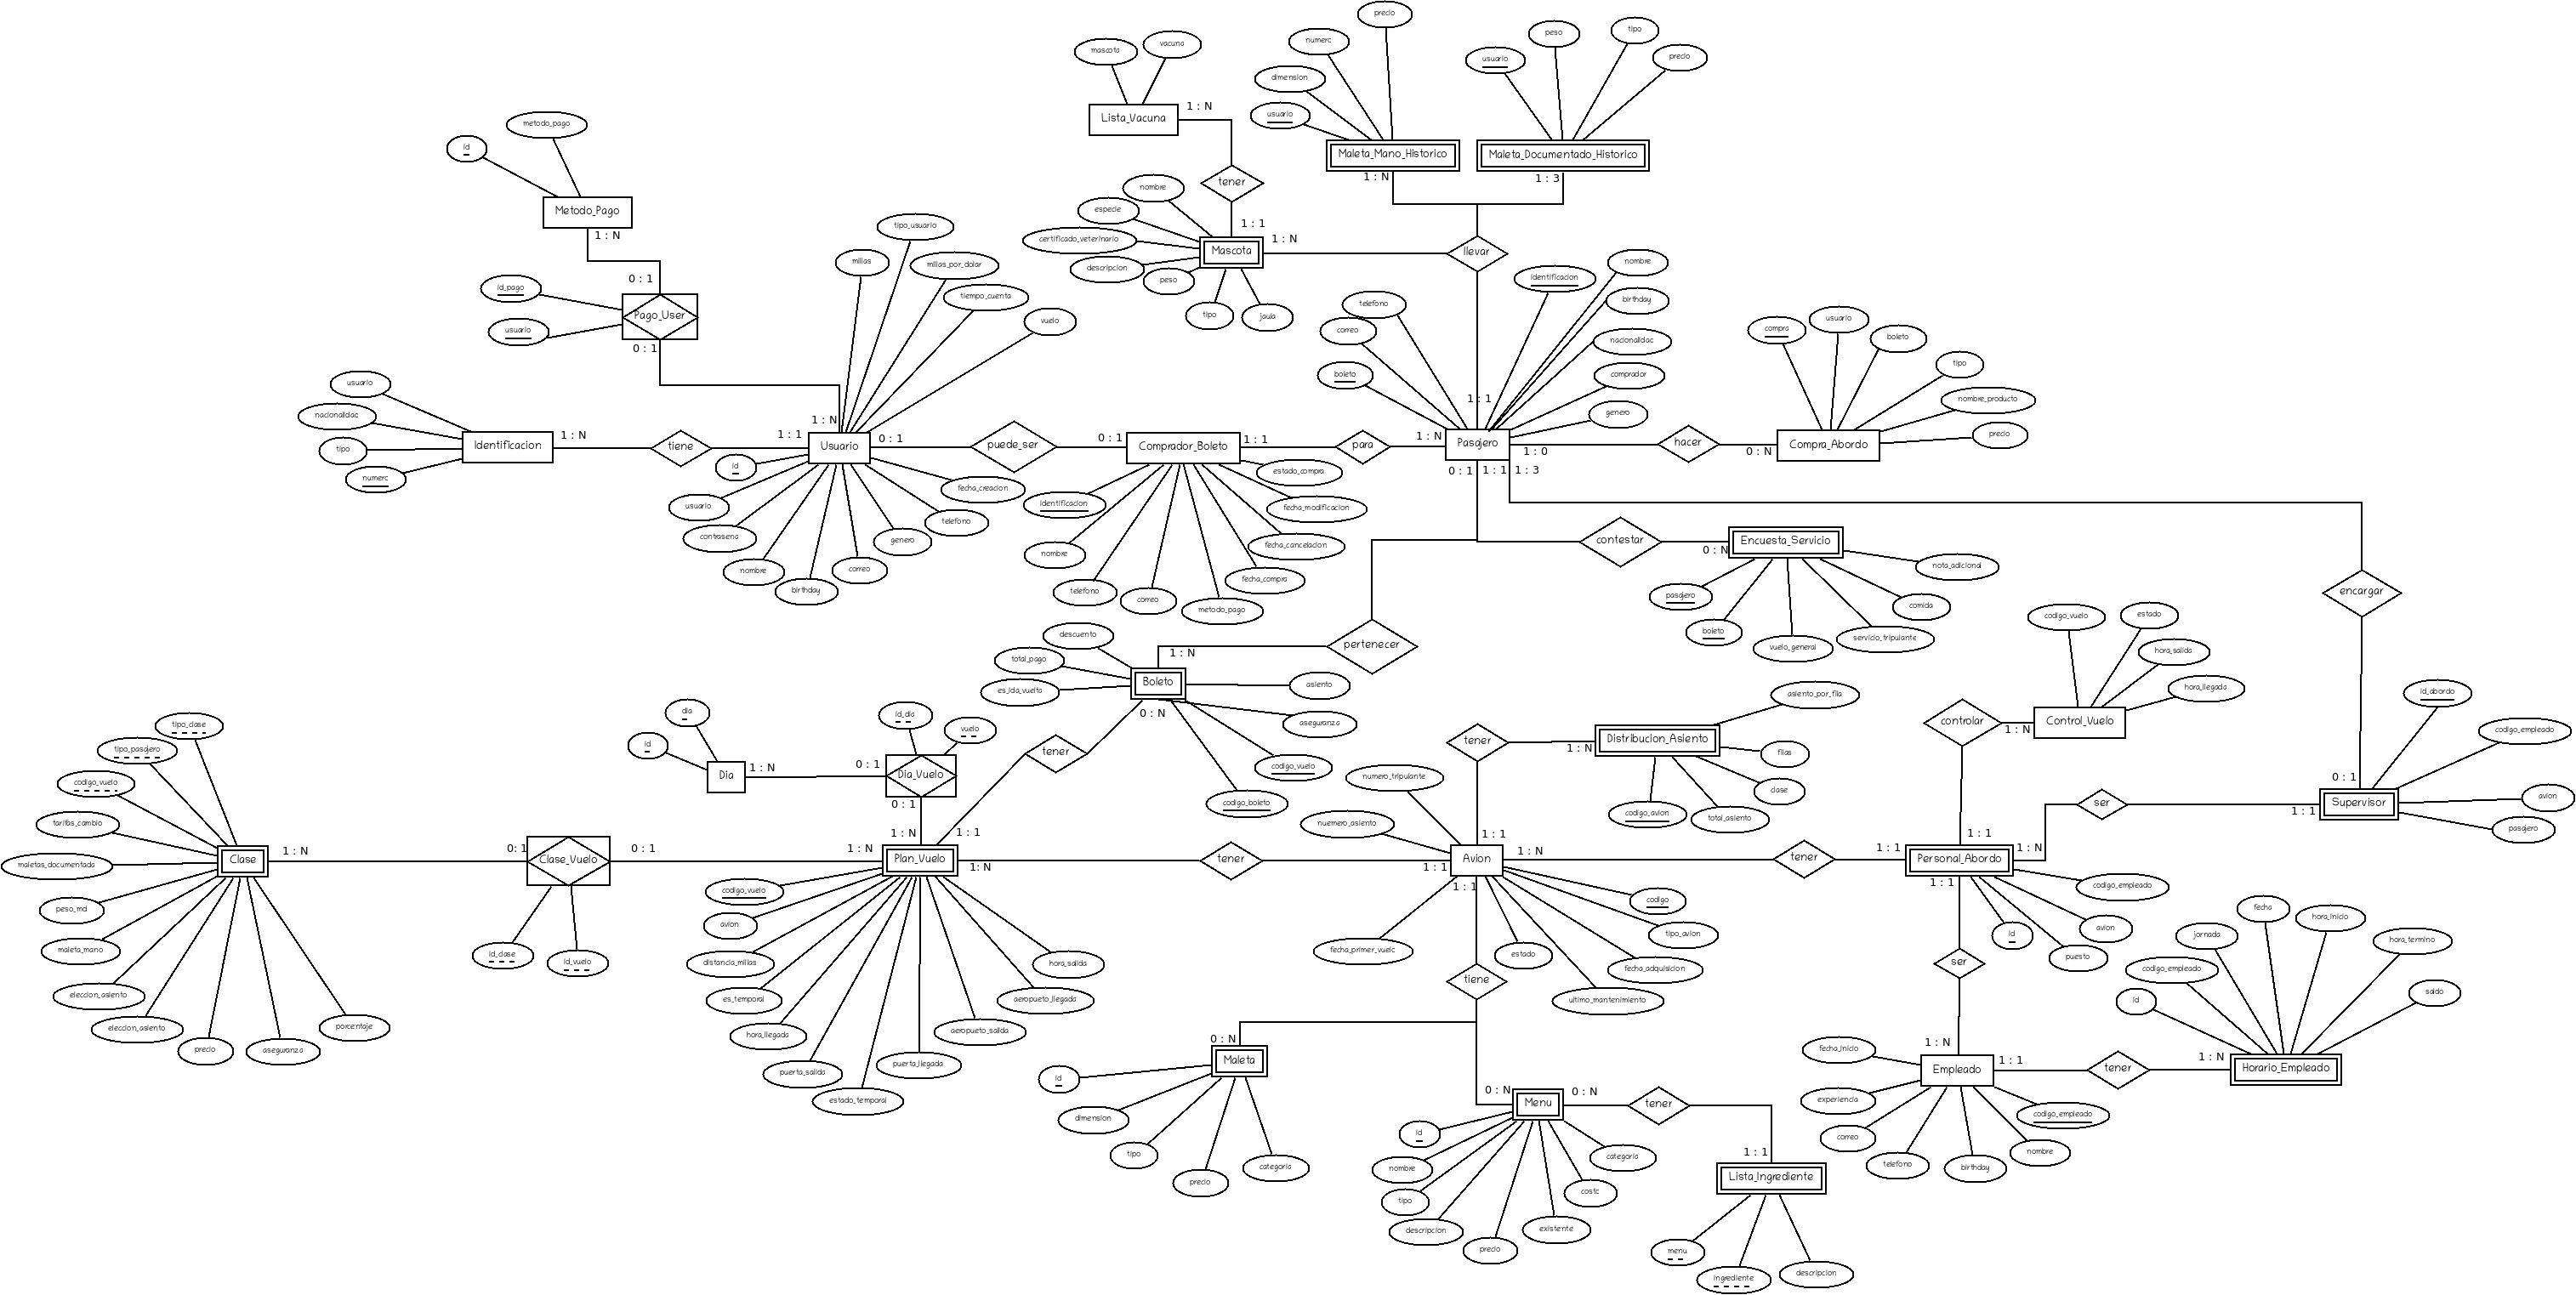 precio
numerc
dimension
usuario
Maleta_Mano_Historico
1 : N
usuario
peso
tipo
precio
Maleta_Documentado_Historico
1 : 3
mascota
vacuna
Lista_Vacuna
1 : N
tener
1 : 1
nombre
especie
certificado_veterinario
descripcion
peso
tipo
jaula
Mascota
1 : N
llevar
id
metodo_pago
Metodo_Pago
1 : N
0 : 1
id_pago
usuario
Pago_User
0 : 1
millas
tipo_usuario
millas_por_dolar
tiempo_cuenta
vuelo
usuario
nacionalidac
tipo
numerc
Identificacion
1 : N
tiene
1 : 1
1 : N
Usuario
0 : 1
id
usuario
contrasena
nombre
birthday
correo
genero
telefono
fecha_creacion
puede_ser
0 : 1
Comprador_Boleto
1 : 1
identificacion
nombre
telefono
correo
metodo_pago
fecha_compra
fecha_cancelacion
fecha_modificacion
estado_compra
para
1 : N
telefono
correo
boleto
identificacion
nombre
birthday
nacionalidac
comprador
genero
1 : 1
Pasajero
1 : 0
0 : 1
1 : 1
1 : 3
hacer
0 : N
compra
usuario
boleto
tipo
nombre_producto
precio
Compra_Abordo
contestar
0 : N
Encuesta_Servicio
pasajero
boleto
vuelo_general
servicio_tripulante
comida
nota_adicional
encargar
pertenecer
1 : N
descuento
total_pago
es_ida_vuelta
Boleto
asiento
aseguranza
codigo_vuelo
codigo_boleto
0 : N
tener
dia
id
Dia
1 : N
0 : 1
id_dia
vuelo
Dia_Vuelo
0 : 1
tipo_clase
tipo_pasajero
codigo_vuelo
tarifas_cambio
maletas_documentada
peso_md
maleta_mano
eleccion_asiento
eleccion_asiento
precio
aseguranza
porcentaje
Clase
1 : N
0 : 1
Clase_Vuelo
0 : 1
id_clase
id_vuelo
1 : N
1 : N
1 : 1
Plan_Vuelo
1 : N
codigo_vuelo
avion
distancia_millas
es_temporal
hora_llegada
puerta_salida
estado_temporal
puerta_llegada
aeropueto_salida
aeropueto_llegada
hora_salida
tener
numero_tripulante
nuemero_asiento
tener
1 : N
Distribucion_Asiento
asiento_por_fila
filas
clase
total_asiento
codigo_avion
1 : 1
Avion
1 : N
1 : 1
1 : 1
fecha_primer_vuelc
estado
ultimo_mantenimiento
fecha_adquisicion
tipo_avion
codigo
tener
1 : 1
Personal_Abordo
1 : N
1 : 1
1 : 1
controlar
1 : N
Control_Vuelo
codigo_vuelo
estado
hora_salida
hora_llegada
ser
1 : 1
0 : 1
Supervisor
id_abordo
codigo_empleado
avion
pasajero
codigo_empleado
avion
puesto
id
ser
1 : N
Empleado
1 : 1
fecha_inicio
experiencia
correo
telefono
birthday
nombre
codigo_empleado
tener
1 : N
Horario_Empleado
id
codigo_empleado
jornada
fecha
hora_inicio
hora_termino
saldo
tiene
0 : N
Maleta
id
dimension
tipo
precio
categoria
0 : N
Menu
0 : N
id
nombre
tipo
descripcion
precio
existente
costc
categoria
tener
1 : 1
Lista_Ingrediente
menu
ingrediente
descripcion